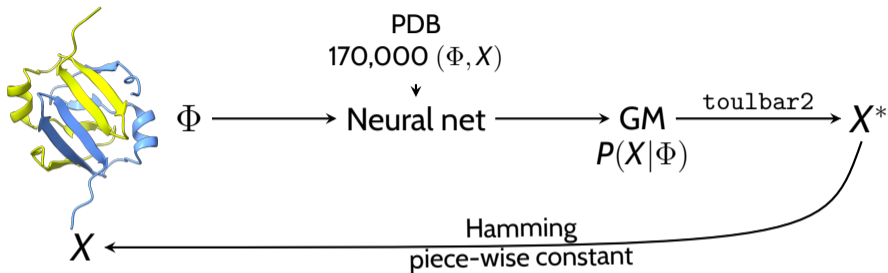 PDB
170,000 (Φ, X)
Φ
Neural net
GM
P(X|Φ)
toulbar2
X*
X
Hamming
piece-wise constant